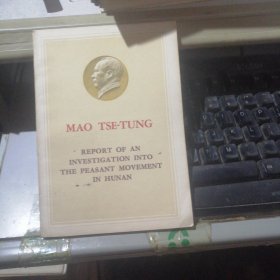 MAO TSE-TUNG
REPORT OF AN
INVESTIGATION INTO
THE PEASANT MOVEMENT
IN HUNAN